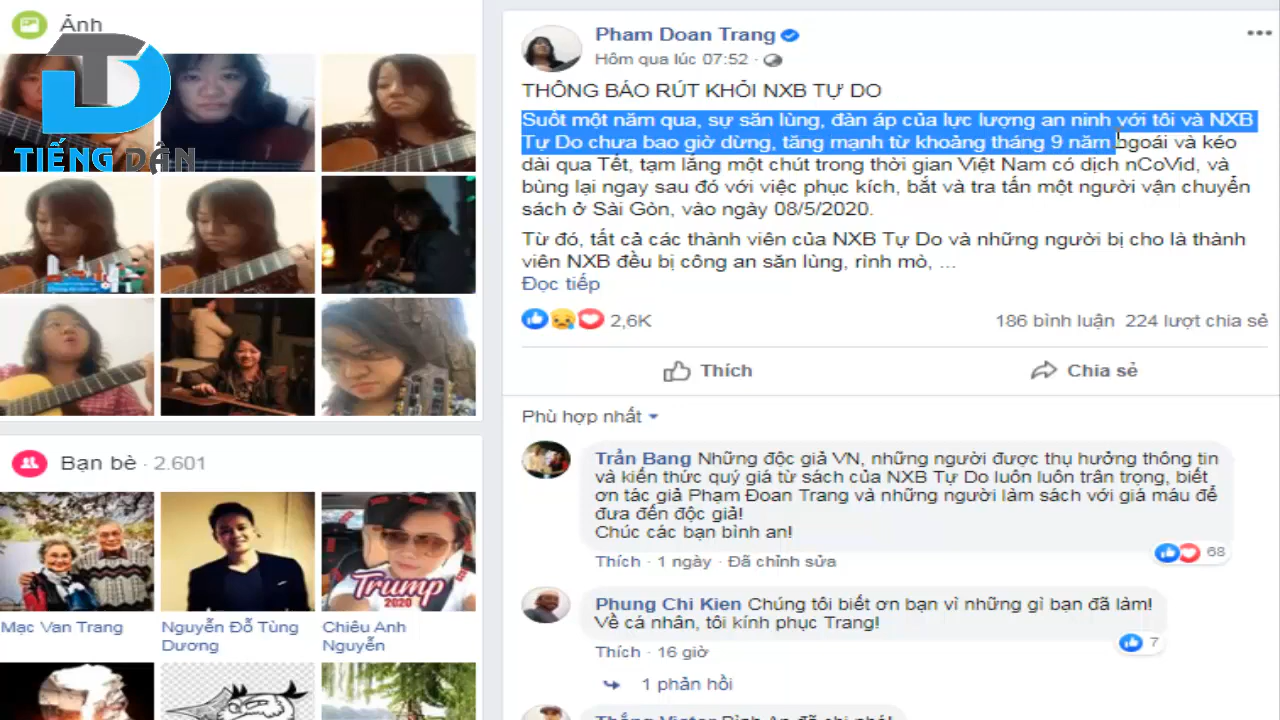 Ảnh
TIẾNG DÂN
Bạn bè · 2.601
Mạc Van Trang
Nguyễn Đỗ Tùng
Dương
Trump
2020
Chiêu Anh
Nguyễn
Pham Doan Trang
Hôm qua lúc 07:52 ·
THÔNG BÁO RÚT KHỎI NXB TỰ DO
Suốt một năm qua, sự săn lùng, đàn áp của lực lượng an ninh với tôi và NXB
Tự Do chưa bao giờ dừng, tăng mạnh từ khoảng tháng 9 năm ngoái và kéo
dài qua Tết, tạm lắng một chút trong thời gian Việt Nam có dịch nCoVid, và
bùng lại ngay sau đó với việc phục kích, bắt và tra tấn một người vận chuyển
sách ở Sài Gòn, vào ngày 08/5/2020.
Từ đó, tất cả các thành viên của NXB Tự Do và những người bị cho là thành
viên NXB đều bị công an săn lùng, rình mò, ...
Đọc tiếp
2,6K
186 bình luận 224 lượt chia sẻ
Thích
Chia sẻ
Phù hợp nhất
Trần Bang Những độc giả VN, những người được thụ hưởng thông tin
và kiến thức quý giá từ sách của NXB Tự Do luôn luôn trân trọng, biết
ơn tác giả Phạm Đoan Trang và những người làm sách với giá máu để
đưa đến độc giả!
Chúc các bạn bình an!
68
Thích · 1 ngày · Đã chỉnh sửa
Phung Chi Kien Chúng tôi biết ơn bạn vì những gì bạn đã làm!
Về cá nhân, tôi kính phục Trang!
7
Thích · 16 giờ
1 phản hồi